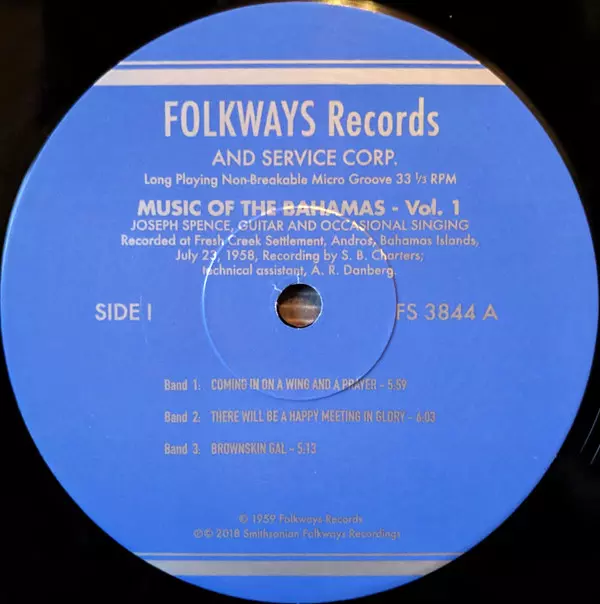 FOLKWAYS Records
AND SERVICE CORP.
Long Playing Non-Breakable Micro Groove 33 ⅓ RPM
MUSIC OF THE BAHAMAS - Vol. 1
JOSEPH SPENCE, GUITAR AND OCCASIONAL SINGING
Recorded at Fresh Creek Settlement, Andros, Bahamas Islands,
July 23, 1958, Recording by S. B. Charters;
technical assistant, A. R. Danberg.
SIDE I
FS 3844 A
Band 1: COMING IN ON A WING AND A PRAYER - 5:59
Band 2: THERE WILL BE A HAPPY MEETING IN GLORY - 6:03
Band 3: BROWNSKIN GAL - 5:13
© 1959 Folkways Records
℗© 2018 Smithsonian Folkways Recordings